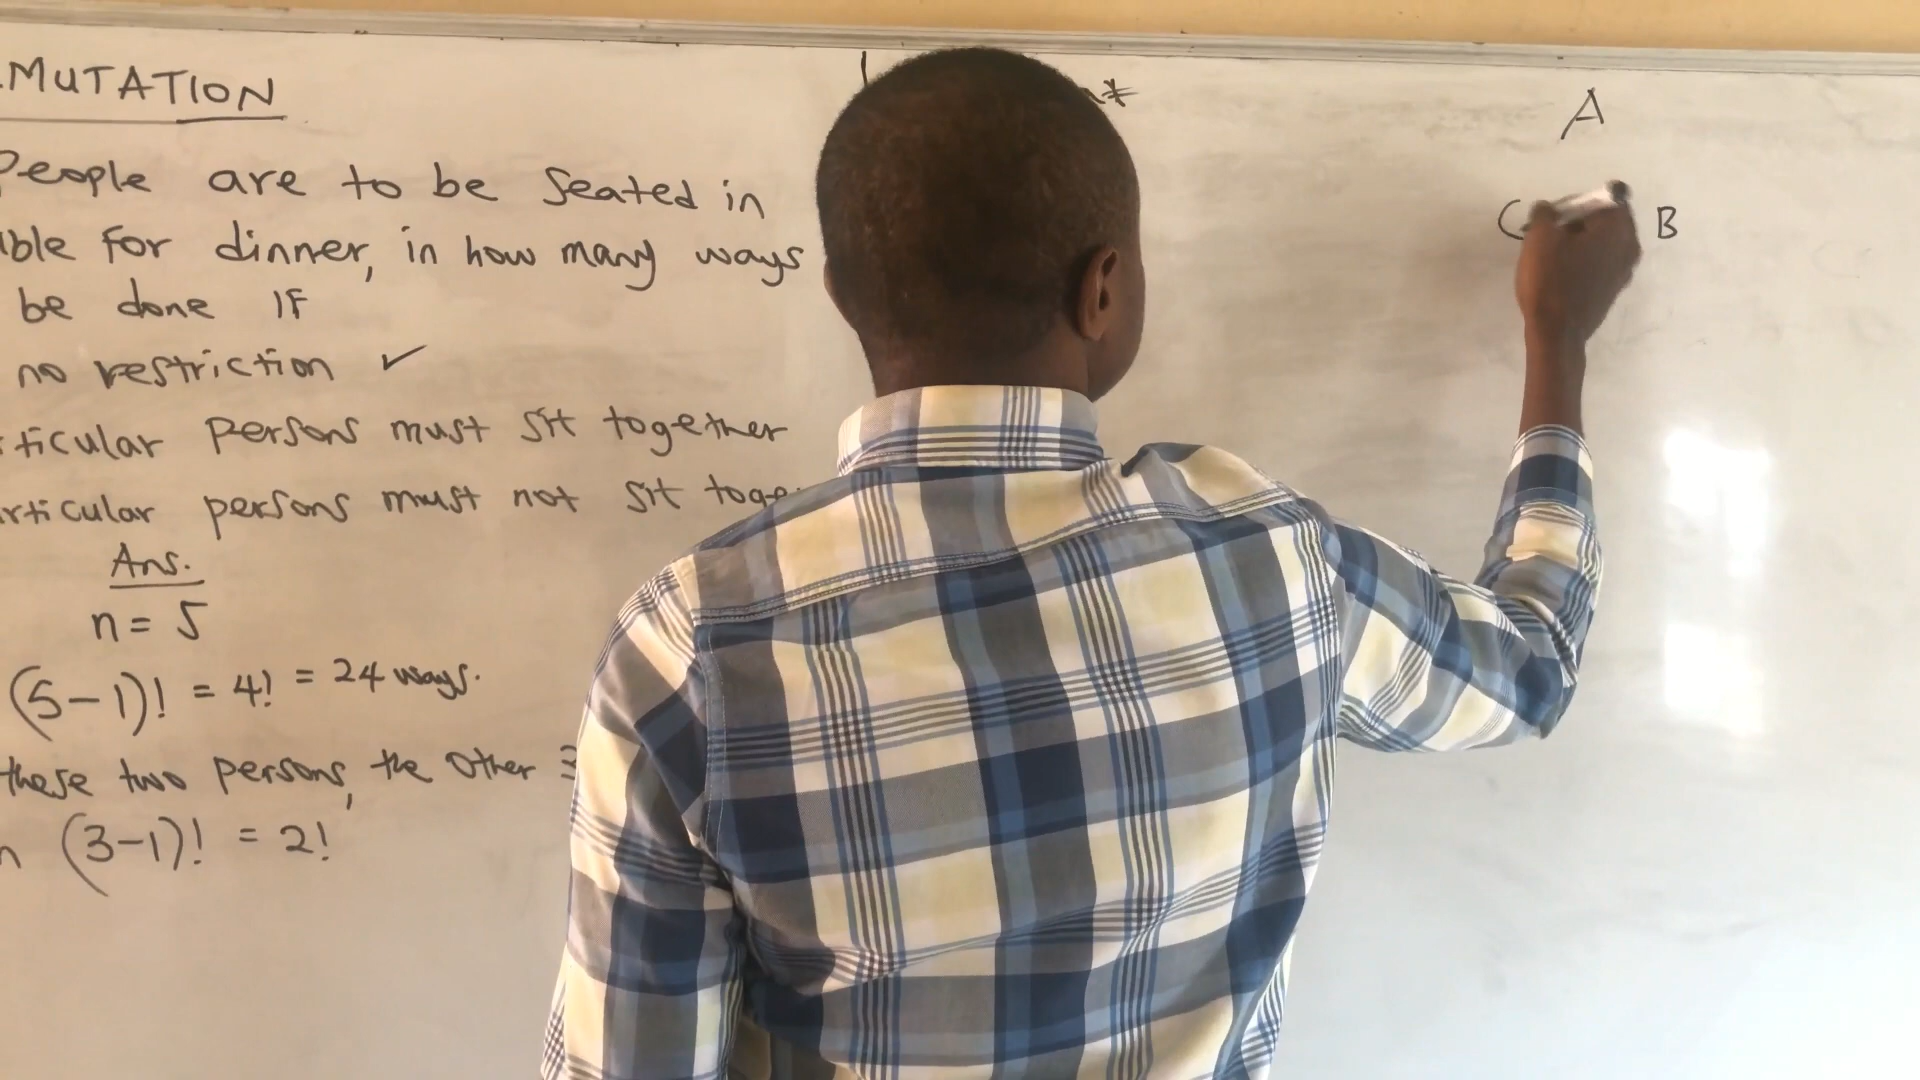 MUTATION
People are to be seated in
ble for dinner, in how many ways
be done IF
no restriction ✓
ticular persons must sit together
rticular persons must not sit toge
Ans.
n = 5
(5-1)! = 4! = 24 ways.
these two persons, the other 3
n (3-1)! = 2!
*
A
C B